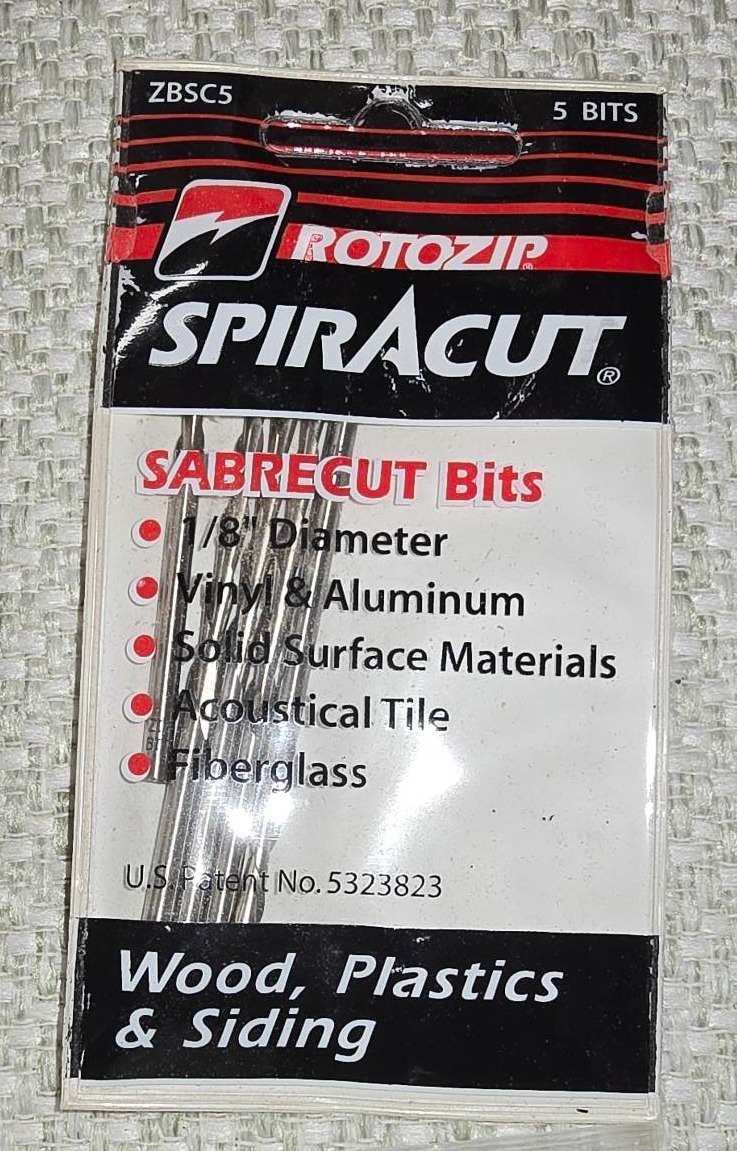 ZBSC5
5 BITS
ROTOZIP®
SPIRACUT®
SABRECUT Bits
1/8" Diameter
Vinyl & Aluminum
Solid Surface Materials
Acoustical Tile
Fiberglass
U.S. Patent No. 5323823
Wood, Plastics
& Siding